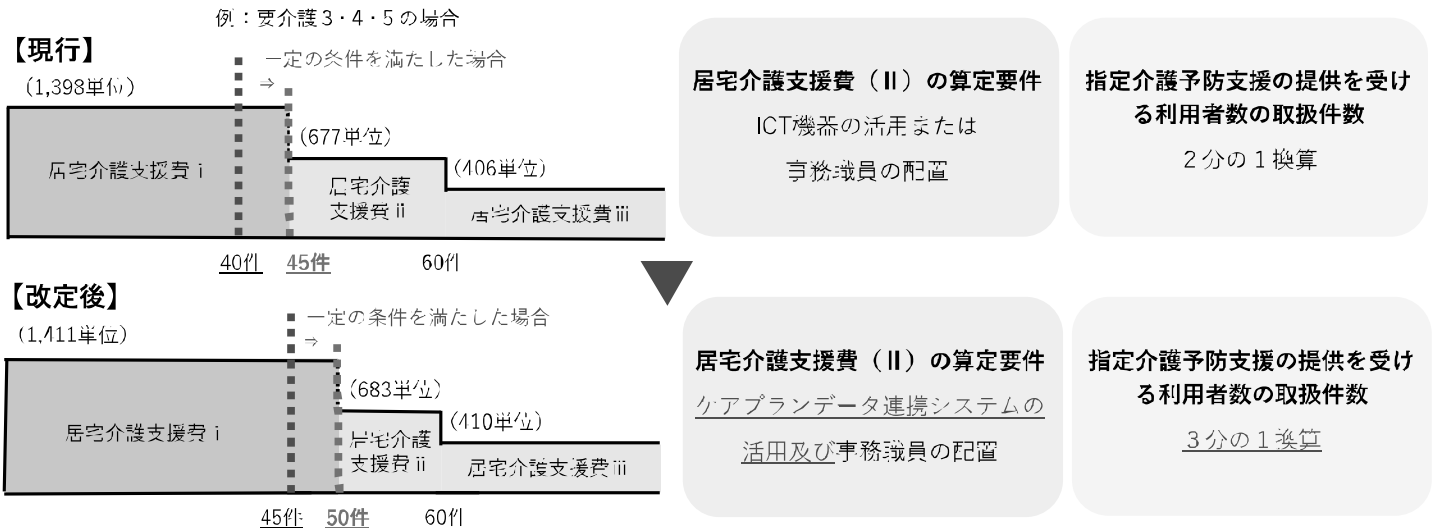 例：要介護３・４・５の場合
【現行】
一定の条件を満たした場合
⇒
（1,398単位）
（677単位）
（406単位）
居宅介護支援費ⅰ
居宅介護
支援費ⅱ
居宅介護支援費ⅲ
40件
45件
60件
居宅介護支援費（Ⅱ）の算定要件
ICT機器の活用または
事務職員の配置
指定介護予防支援の提供を受け
る利用者数の取扱件数
２分の１換算
【改定後】
一定の条件を満たした場合
⇒
（1,411単位）
（683単位）
（410単位）
居宅介護支援費ⅰ
居宅介護
支援費ⅱ
居宅介護支援費ⅲ
45件
50件
60件
居宅介護支援費（Ⅱ）の算定要件
ケアプランデータ連携システムの
活用及び事務職員の配置
指定介護予防支援の提供を受け
る利用者数の取扱件数
３分の１換算